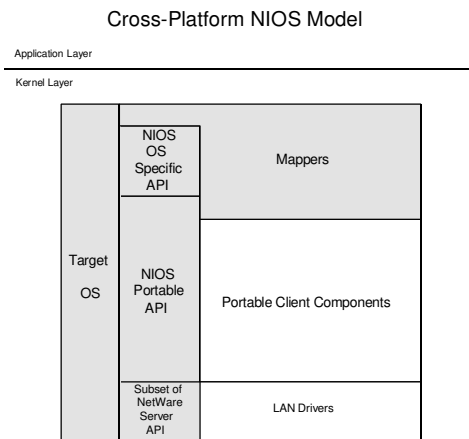 Cross-Platform NIOS Model
Application Layer
Kernel Layer
NIOS
OS
Specific
API
Mappers
Target
OS
NIOS
Portable
API
Portable Client Components
Subset of
NetWare
Server
API
LAN Drivers